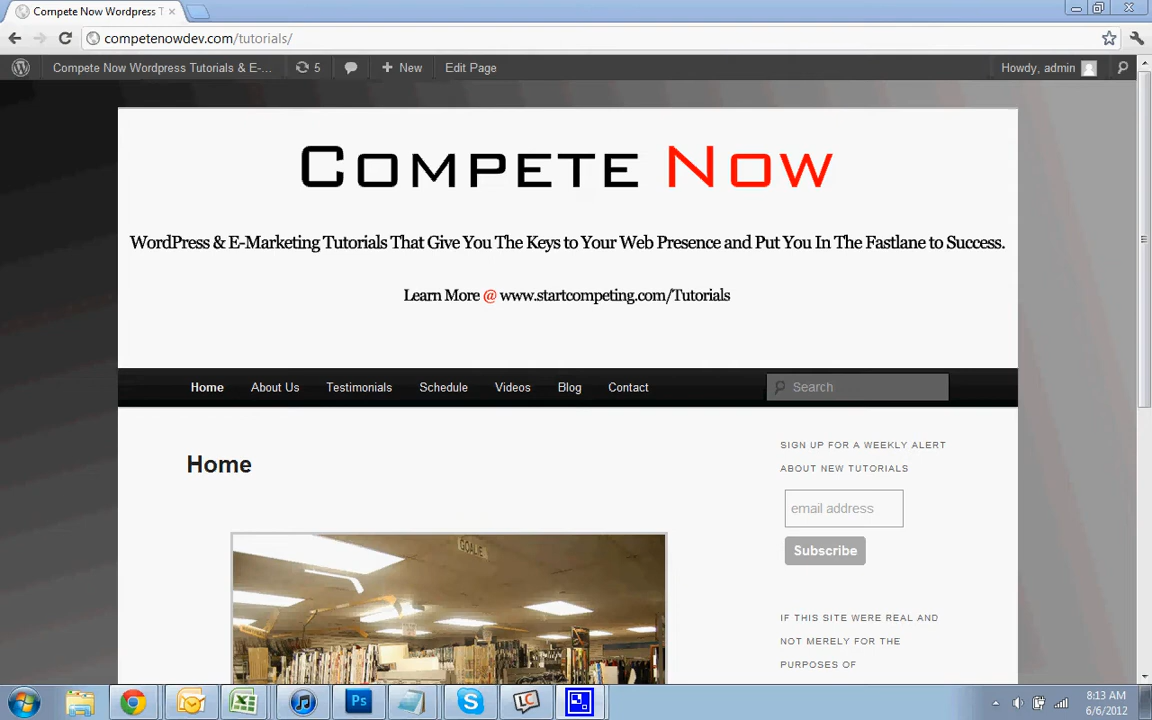 Compete Now Wordpress T
competenowdev.com/tutorials/
Compete Now Wordpress Tutorials & E-...
5
New
Edit Page
Howdy, admin
Compete Now
WordPress & E-Marketing Tutorials That Give You The Keys to Your Web Presence and Put You In The Fastlane to Success.
Learn More @ www.startcompeting.com/Tutorials
Home
About Us
Testimonials
Schedule
Videos
Blog
Contact
Search
Home
SIGN UP FOR A WEEKLY ALERT
ABOUT NEW TUTORIALS
email address
Subscribe
GOALIE
IF THIS SITE WERE REAL AND
NOT MERELY FOR THE
PURPOSES OF
Ps
LC
8:13 AM
6/6/2012